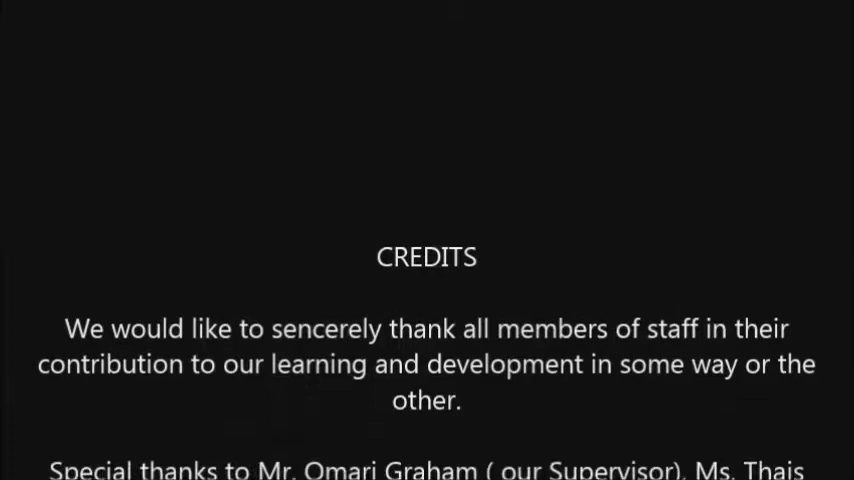 CREDITS
We would like to sencerely thank all members of staff in their
contribution to our learning and development in some way or the
other.
Special thanks to Mr. Omari Graham ( our Supervisor), Ms. Thais